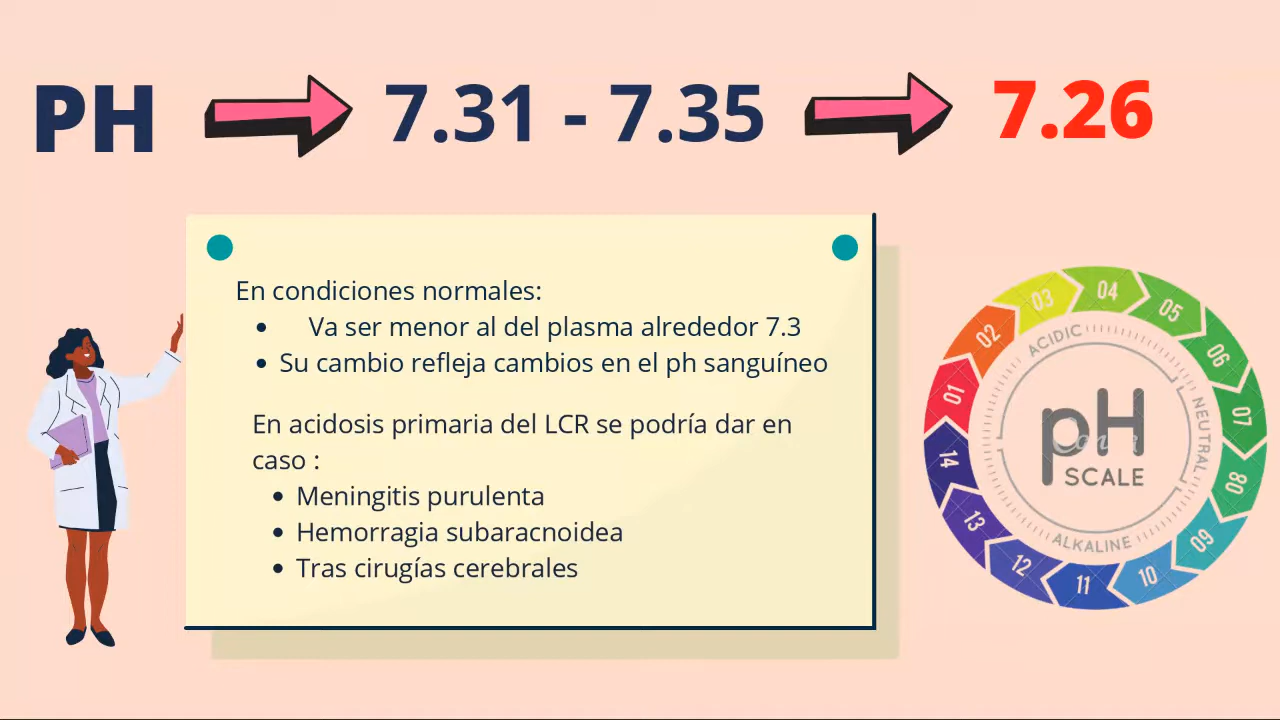 PH
7.31 - 7.35
7.26
En condiciones normales:
Va ser menor al del plasma alrededor 7.3
Su cambio refleja cambios en el ph sanguíneo
En acidosis primaria del LCR se podría dar en
caso :
Meningitis purulenta
Hemorragia subaracnoidea
Tras cirugías cerebrales
01
02
03
04
05
06
07
08
09
10
11
12
13
14
ACIDIC
NEUTRAL
ALKALINE
pH
SCALE
Canva